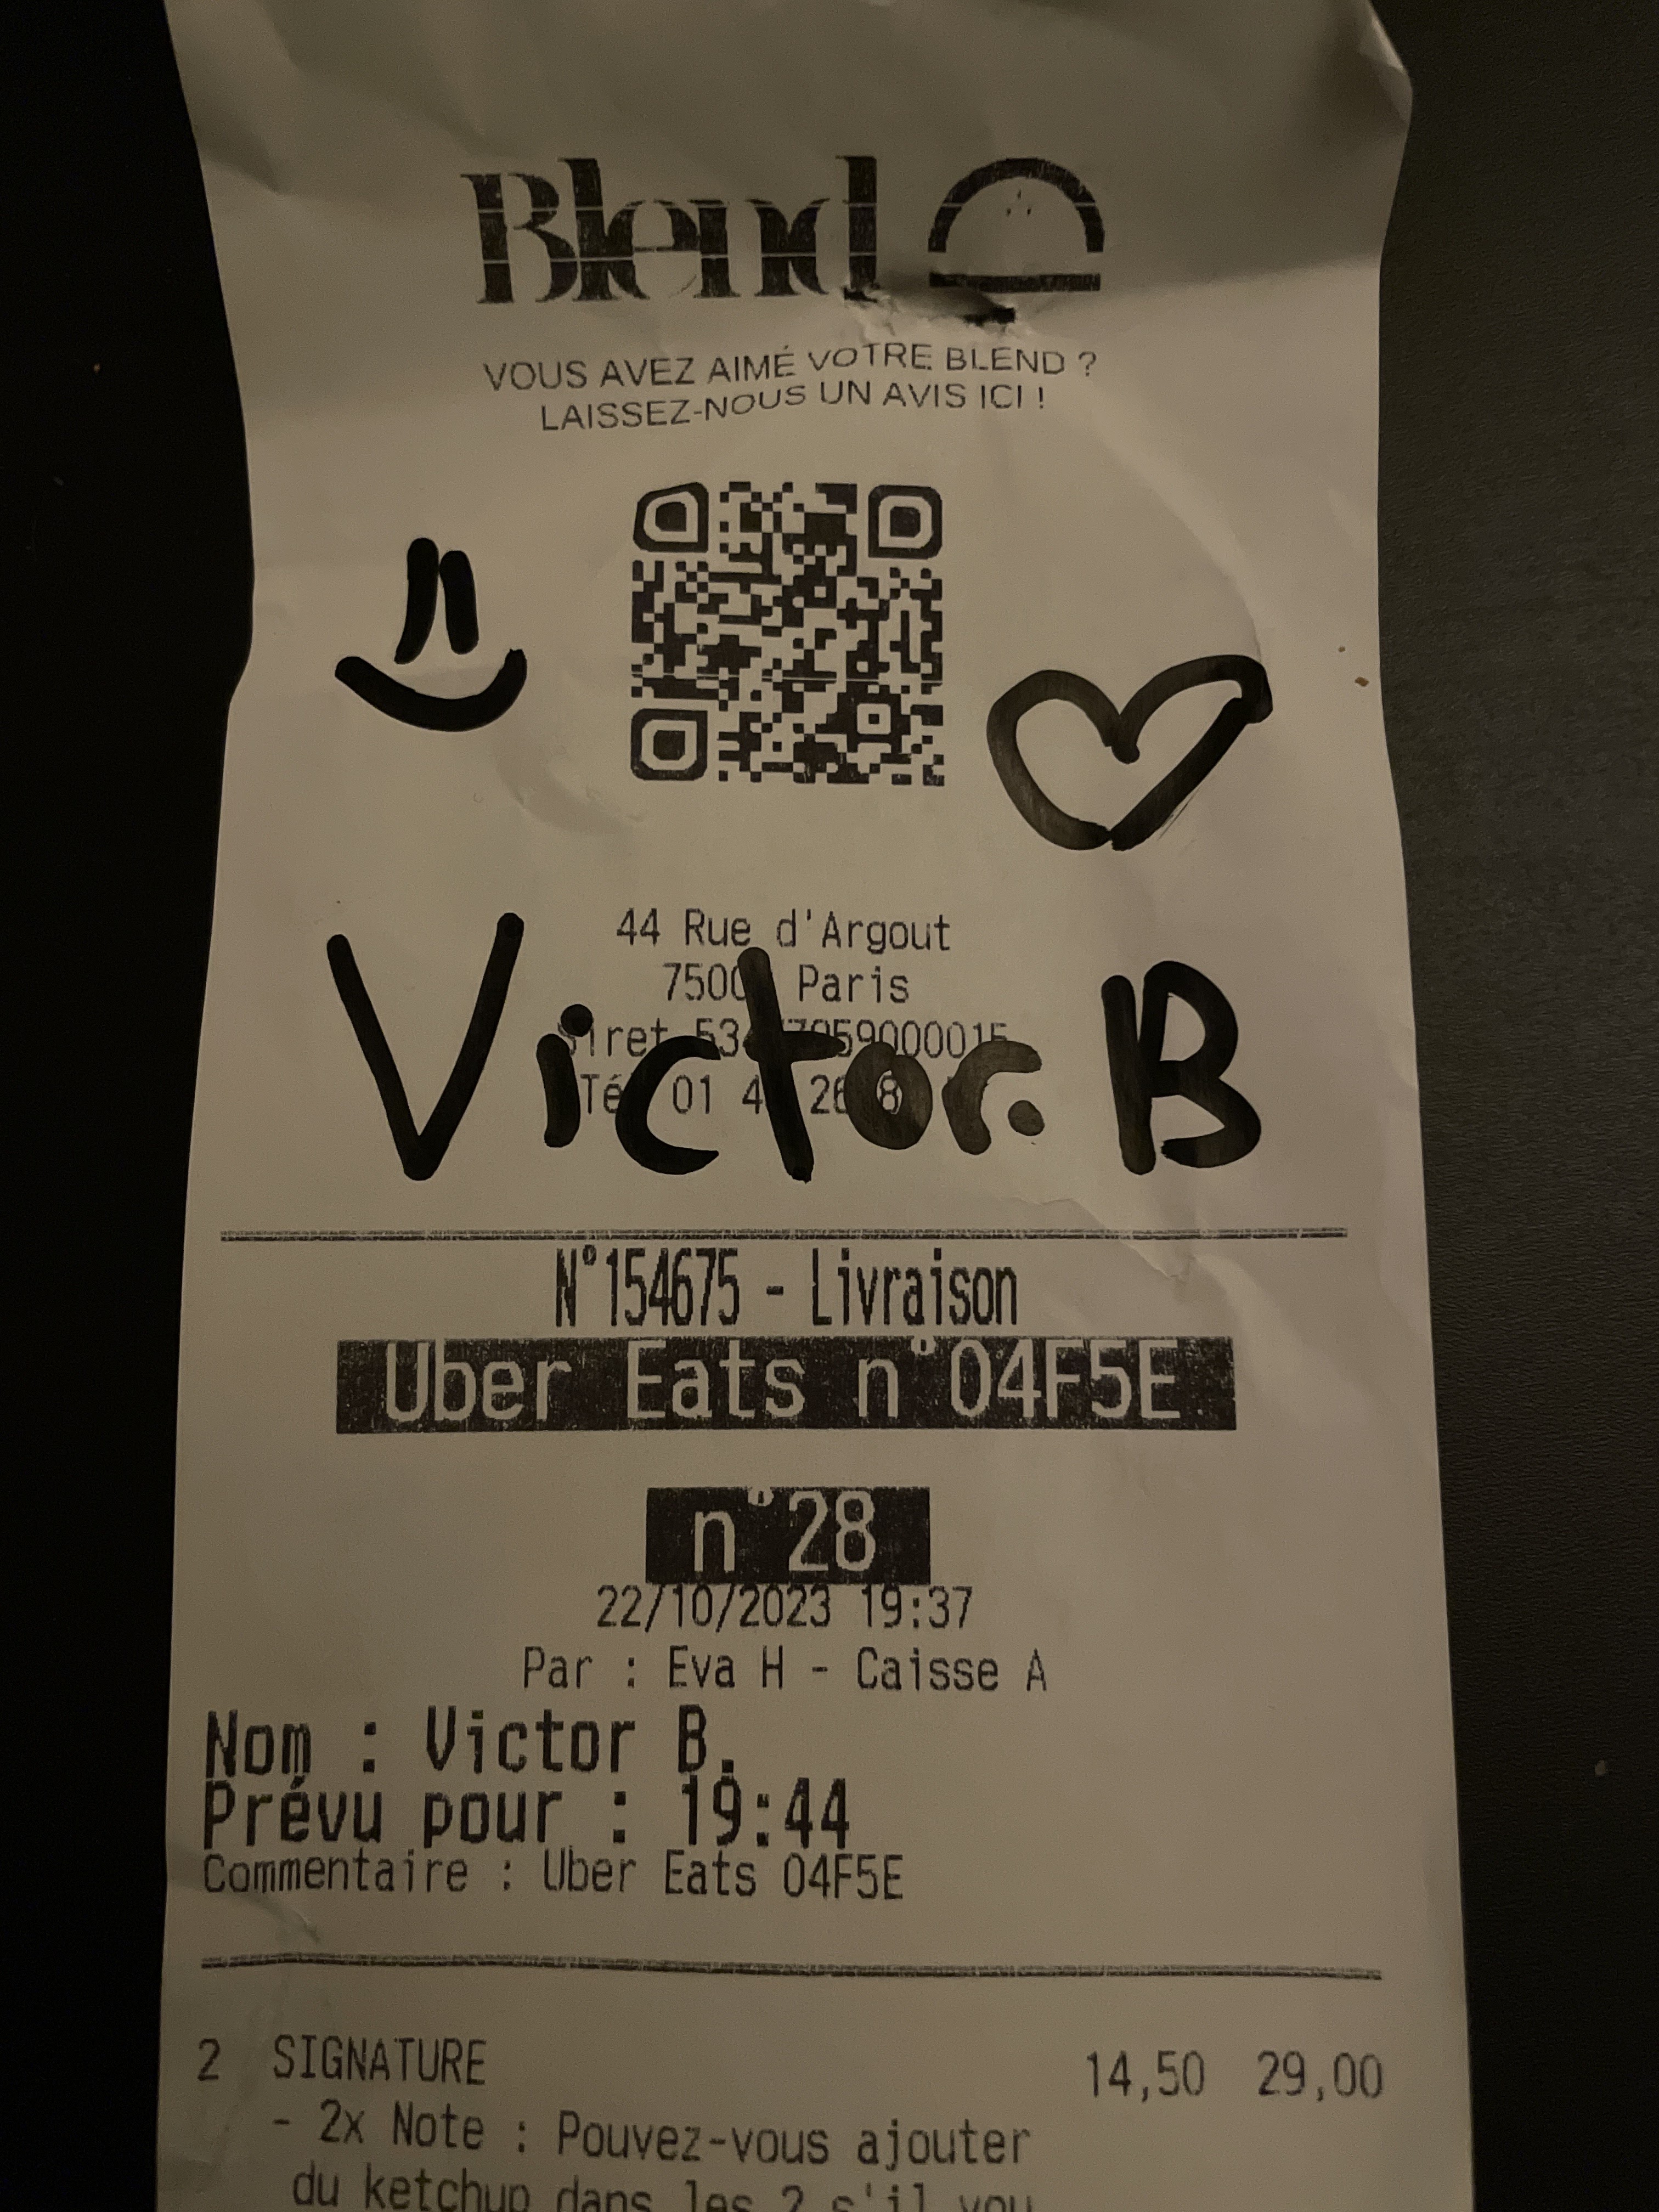 Blend
VOUS AVEZ AIMÉ VOTRE BLEND ?
LAISSEZ-NOUS UN AVIS ICI !
44 Rue d'Argout
Paris
Victor. B
N°154675 - Livraison
Uber Eats n°04F5E
n°28
22/10/2023 19:37
Par : Eva H - Caisse A
Nom : Victor B.
Prévu pour : 19:44
Commentaire : Uber Eats 04F5E
2 SIGNATURE 14,50 29,00
- 2x Note : Pouvez-vous ajouter
du ketchup dans les 2 s'il vou